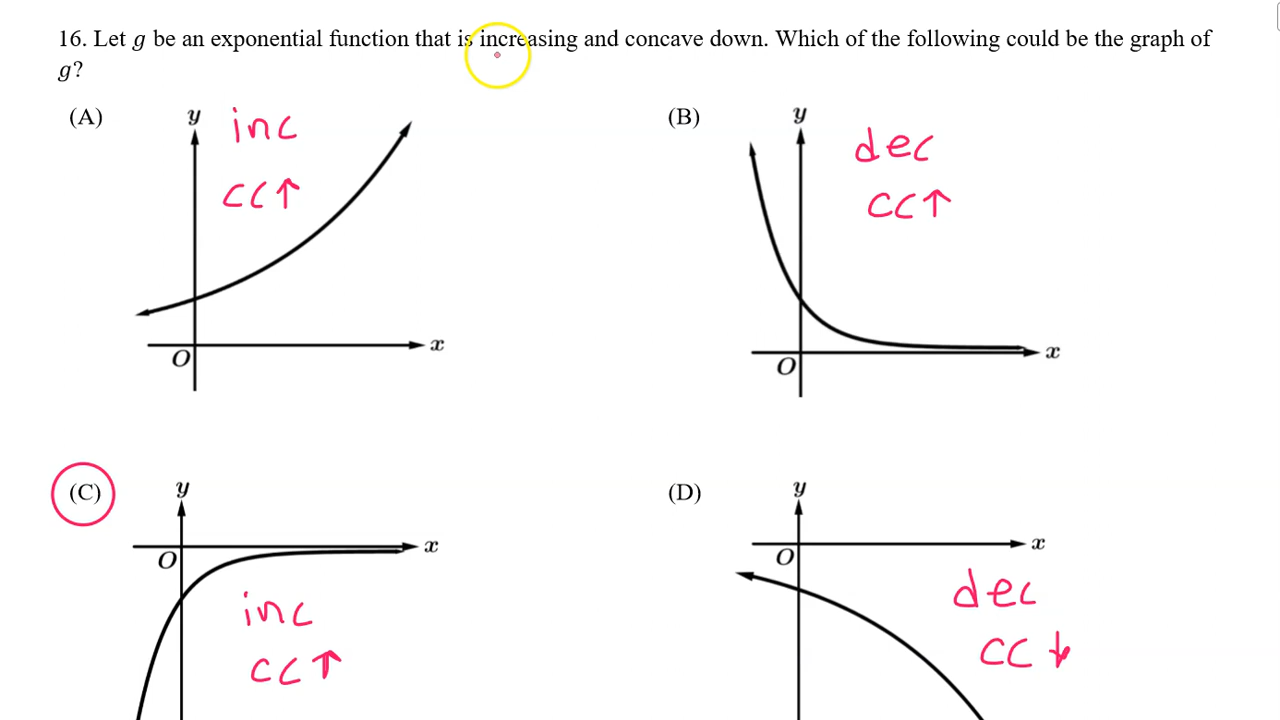 16. Let g be an exponential function that is increasing and concave down. Which of the following could be the graph of
g?
(A)
y
inc
CC↑
O
x
(B)
y
dec
CC↑
O
x
(C)
y
O
x
inc
CC↑
(D)
y
O
x
dec
CC↓